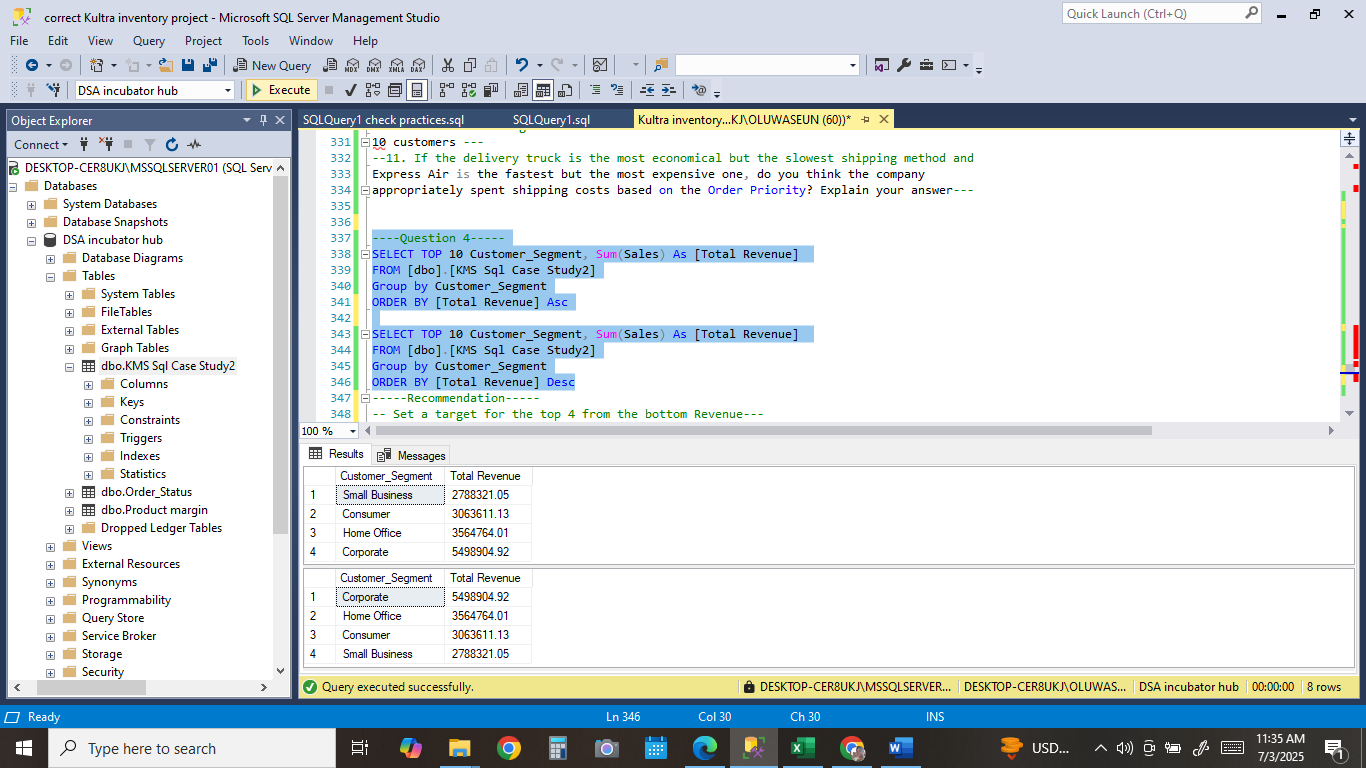 correct Kultra inventory project - Microsoft SQL Server Management Studio
Quick Launch (Ctrl+Q)
File Edit View Query Project Tools Window Help
New Query
MDX DMX XMLA DAX
DSA incubator hub
Execute
Object Explorer
SQLQuery1 check practices.sql
SQLQuery1.sql
Kultra inventory...KJ\OLUWASEUN (60))*
Connect
DESKTOP-CER8UKJ\MSSQLSERVER01 (SQL Serv
Databases
System Databases
Database Snapshots
DSA incubator hub
Database Diagrams
Tables
System Tables
FileTables
External Tables
Graph Tables
dbo.KMS Sql Case Study2
Columns
Keys
Constraints
Triggers
Indexes
Statistics
dbo.Order_Status
dbo.Product margin
Dropped Ledger Tables
Views
External Resources
Synonyms
Programmability
Query Store
Service Broker
Storage
Security
331 10 customers ---
332 --11. If the delivery truck is the most economical but the slowest shipping method and
333 Express Air is the fastest but the most expensive one, do you think the company
334 appropriately spent shipping costs based on the Order Priority? Explain your answer---
335
336
337 ----Question 4-----
338 SELECT TOP 10 Customer_Segment, Sum(Sales) As [Total Revenue]
339 FROM [dbo].[KMS Sql Case Study2]
340 Group by Customer_Segment
341 ORDER BY [Total Revenue] Asc
342
343 SELECT TOP 10 Customer_Segment, Sum(Sales) As [Total Revenue]
344 FROM [dbo].[KMS Sql Case Study2]
345 Group by Customer_Segment
346 ORDER BY [Total Revenue] Desc
347 -----Recommendation-----
348 -- Set a target for the top 4 from the bottom Revenue---
100 %
Results Messages
Customer_Segment Total Revenue
1 Small Business 2788321.05
2 Consumer 3063611.13
3 Home Office 3564764.01
4 Corporate 5498904.92
Customer_Segment Total Revenue
1 Corporate 5498904.92
2 Home Office 3564764.01
3 Consumer 3063611.13
4 Small Business 2788321.05
Query executed successfully.
DESKTOP-CER8UKJ\MSSQLSERVER... DESKTOP-CER8UKJ\OLUWAS... DSA incubator hub 00:00:00 8 rows
Ready Ln 346 Col 30 Ch 30 INS
Type here to search
USD...
11:35 AM
7/3/2025
1